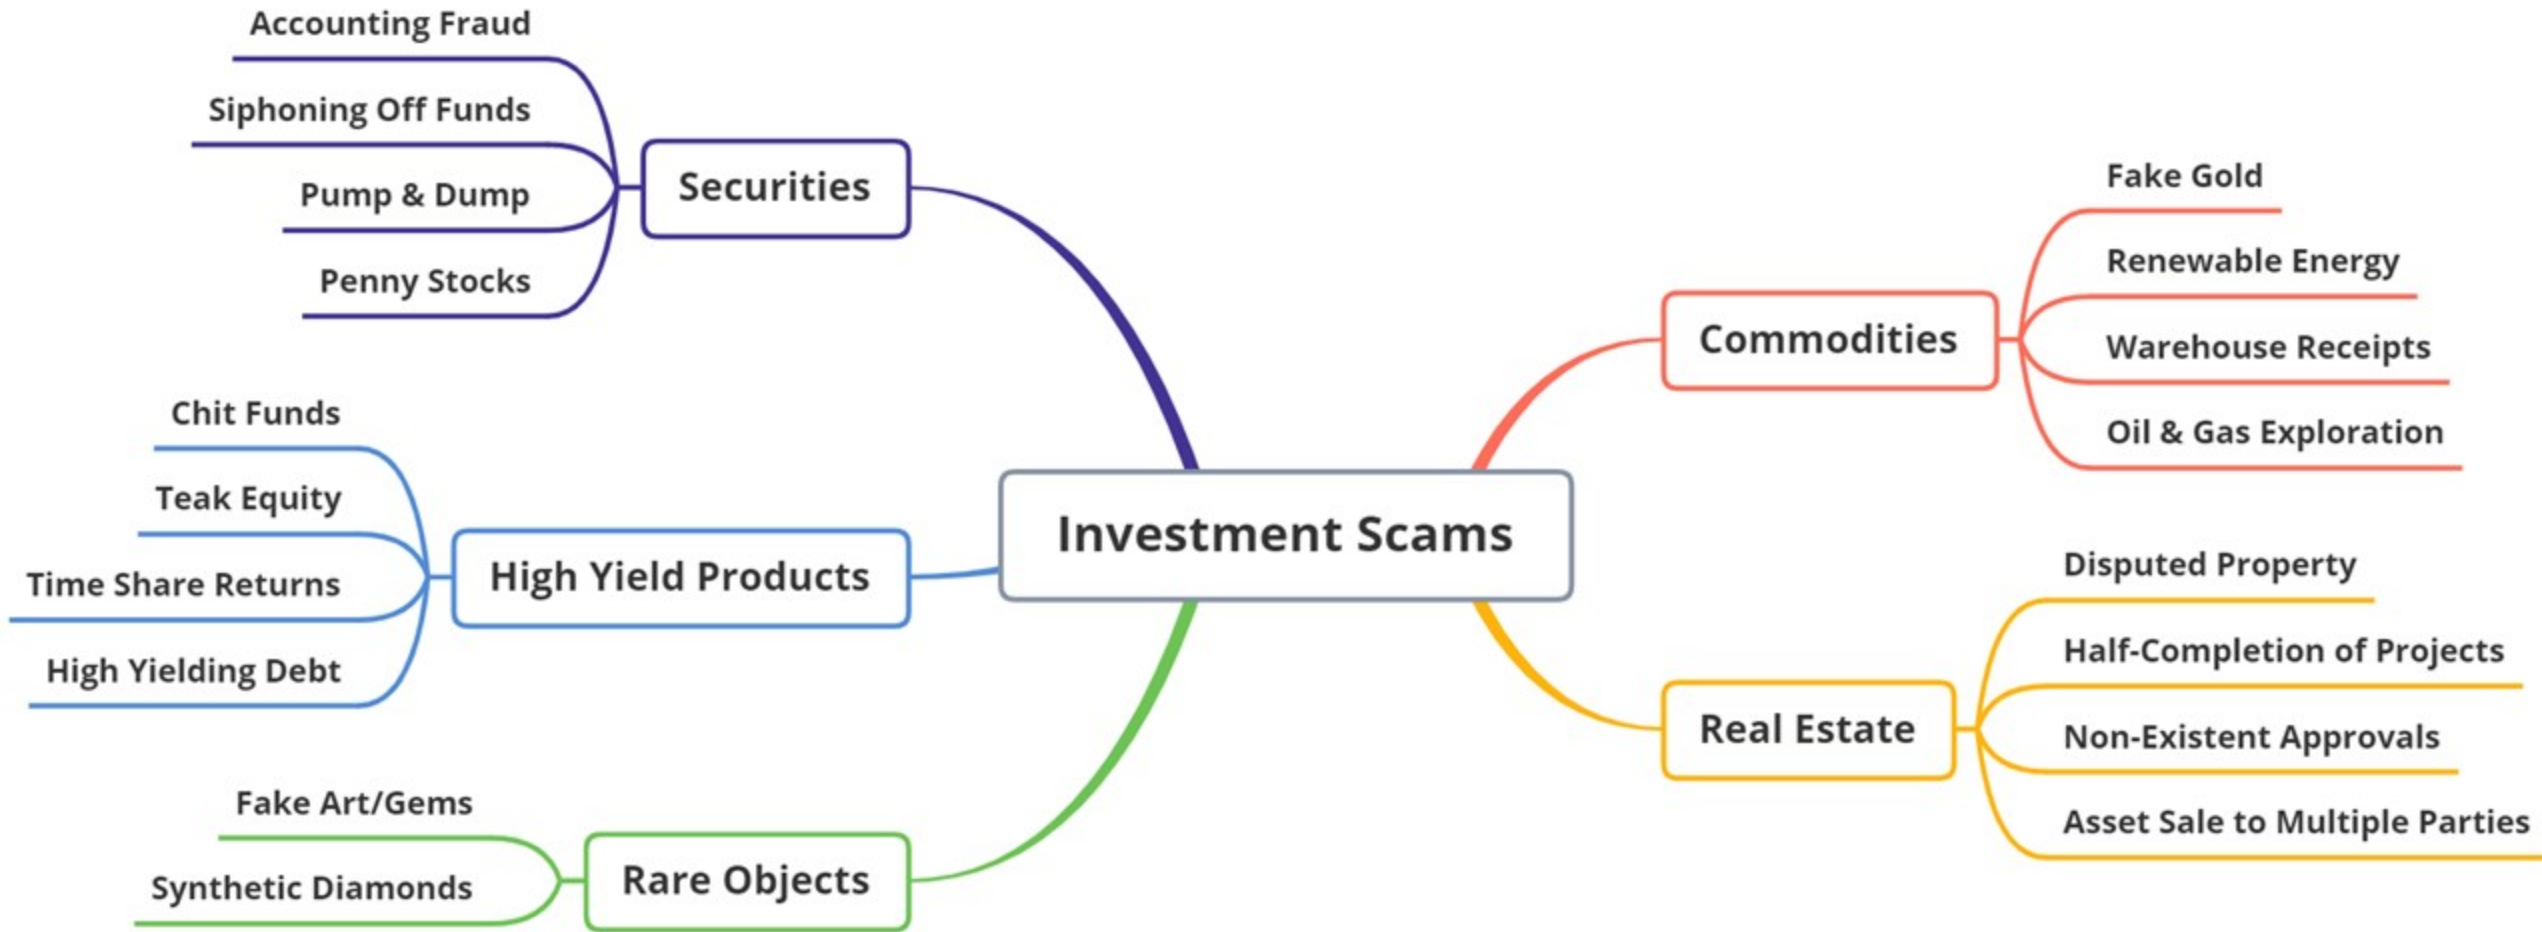 Accounting Fraud
Siphoning Off Funds
Pump & Dump
Penny Stocks
Securities
Chit Funds
Teak Equity
Time Share Returns
High Yielding Debt
High Yield Products
Fake Art/Gems
Synthetic Diamonds
Rare Objects
Investment Scams
Commodities
Fake Gold
Renewable Energy
Warehouse Receipts
Oil & Gas Exploration
Real Estate
Disputed Property
Half-Completion of Projects
Non-Existent Approvals
Asset Sale to Multiple Parties